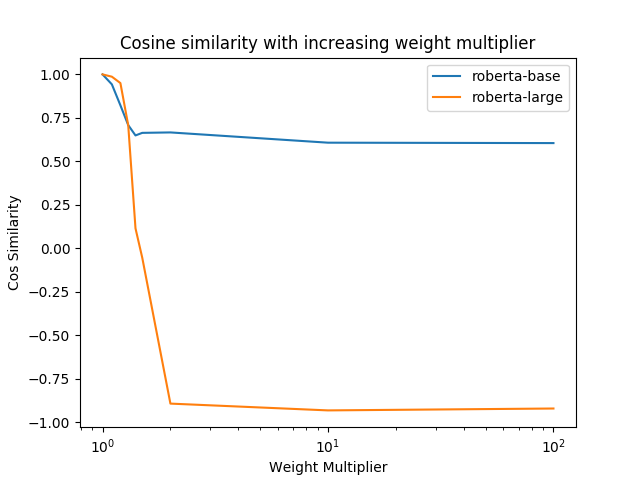 Cosine similarity with increasing weight multiplier
roberta-base
roberta-large
1.00
0.75
0.50
0.25
0.00
−0.25
−0.50
−0.75
−1.00
Cos Similarity
10⁰
10¹
10²
Weight Multiplier